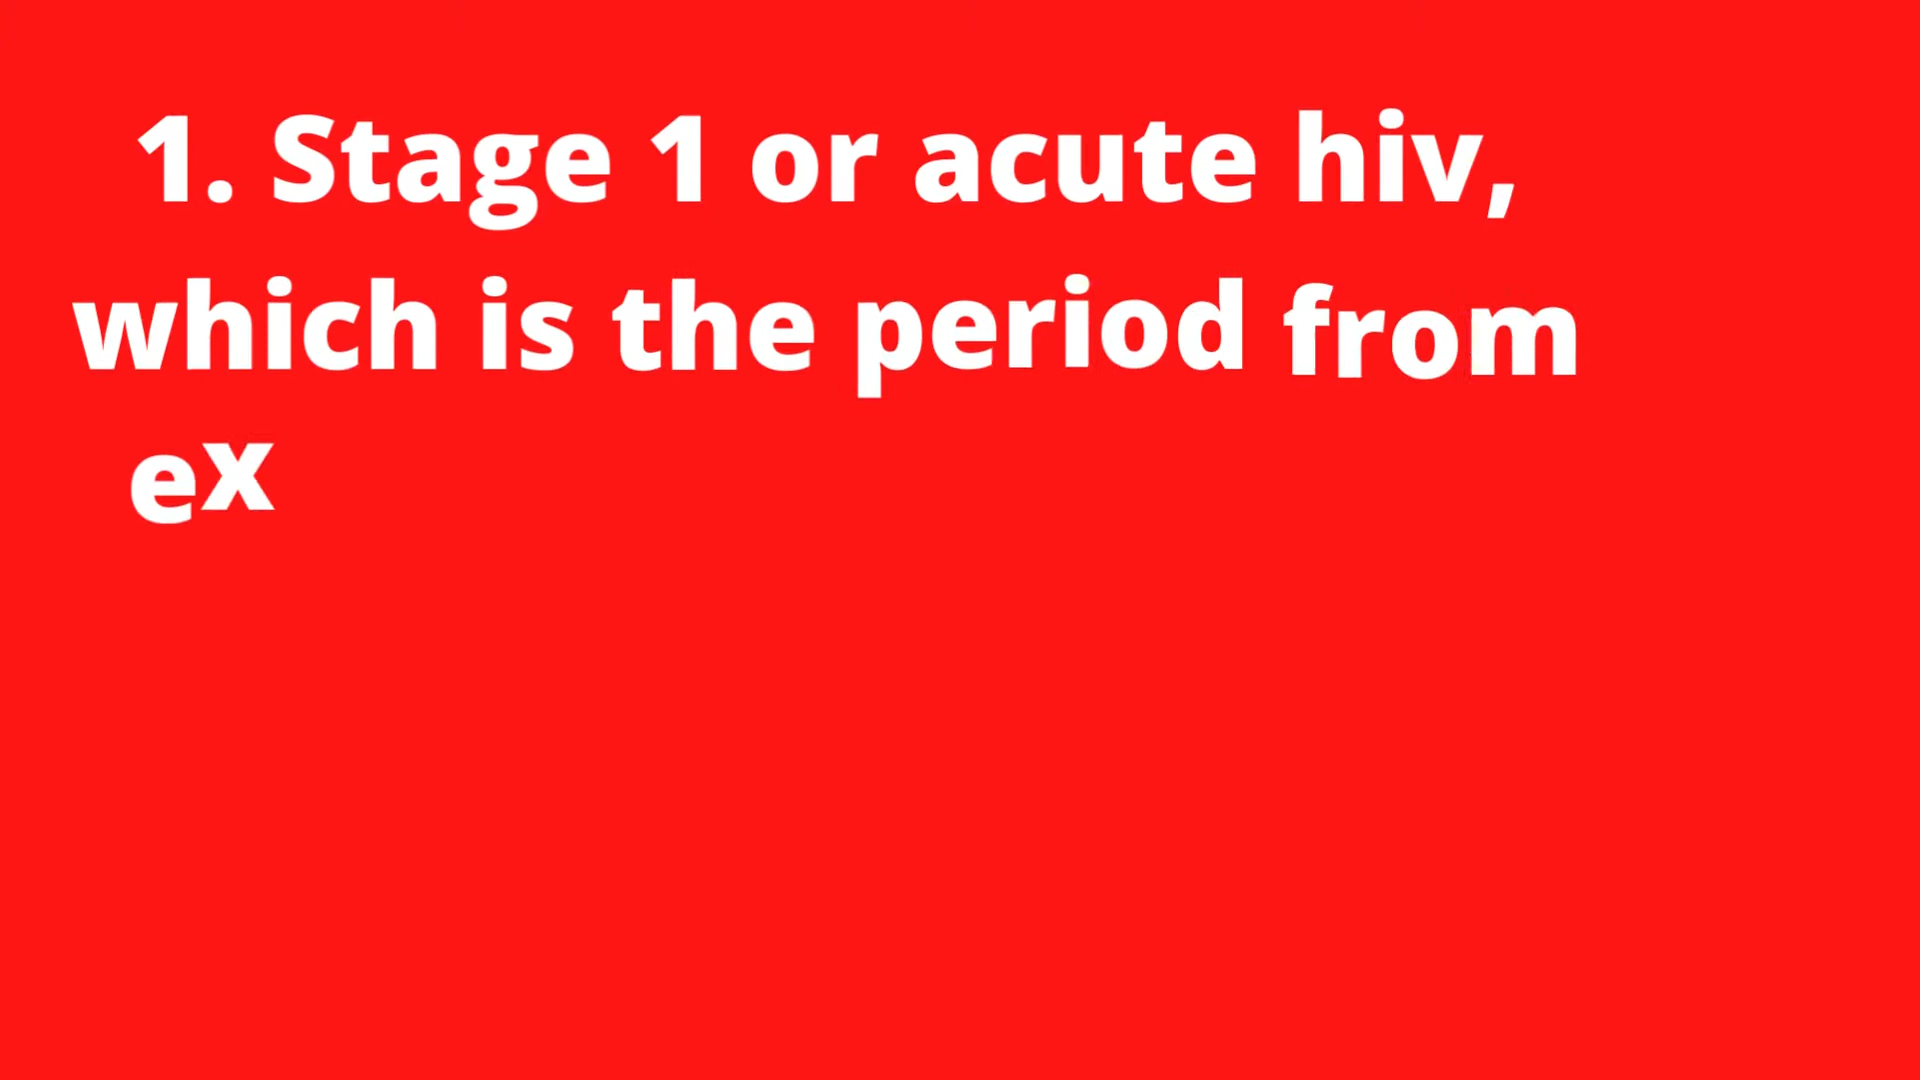 1. Stage 1 or acute hiv,
which is the period from
ex